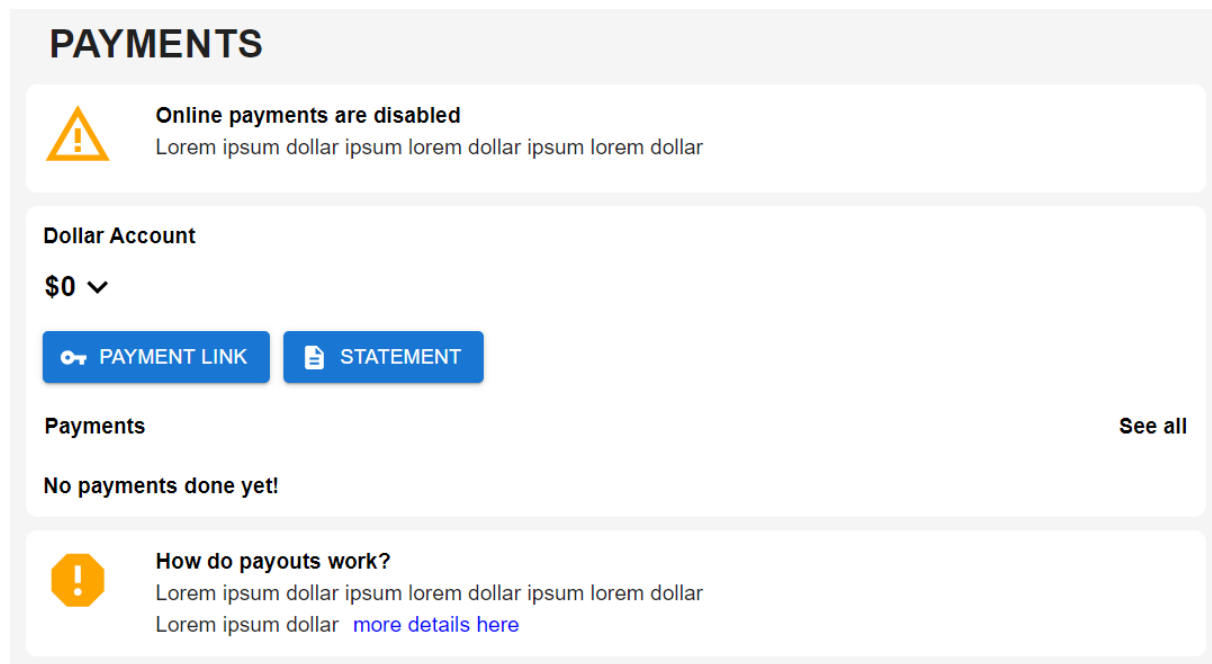 PAYMENTS
Online payments are disabled
Lorem ipsum dollar ipsum lorem dollar ipsum lorem dollar
Dollar Account
$0
PAYMENT LINK
STATEMENT
Payments
See all
No payments done yet!
How do payouts work?
Lorem ipsum dollar ipsum lorem dollar ipsum lorem dollar
Lorem ipsum dollar more details here